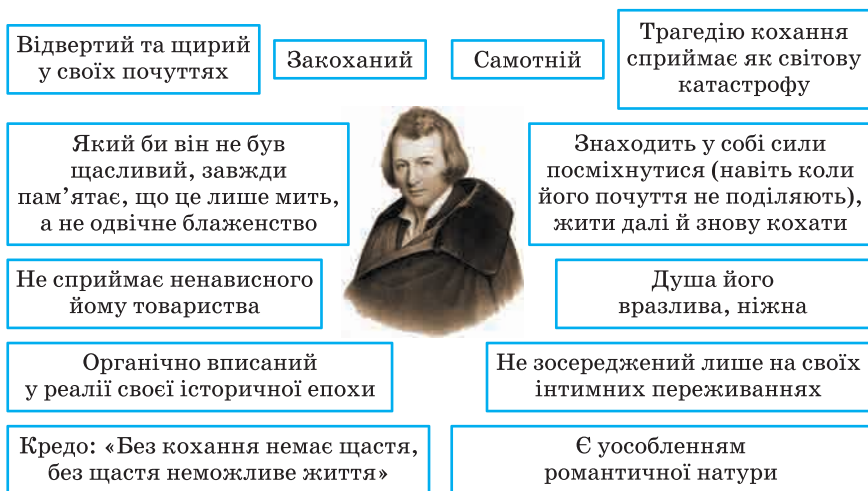 Відвертий та щирий
у своїх почуттях
Закоханий
Самотній
Трагедію кохання
сприймає як світову
катастрофу
Який би він не був
щасливий, завжди
пам’ятає, що це лише мить,
а не одвічне блаженство
Знаходить у собі сили
посміхнутися (навіть коли
його почуття не поділяють),
жити далі й знову кохати
Не сприймає ненависного
йому товариства
Душа його
вразлива, ніжна
Органічно вписаний
у реалії своєї історичної епохи
Не зосереджений лише на своїх
інтимних переживаннях
Кредо: «Без кохання немає щастя,
без щастя неможливе життя»
Є уособленням
романтичної натури